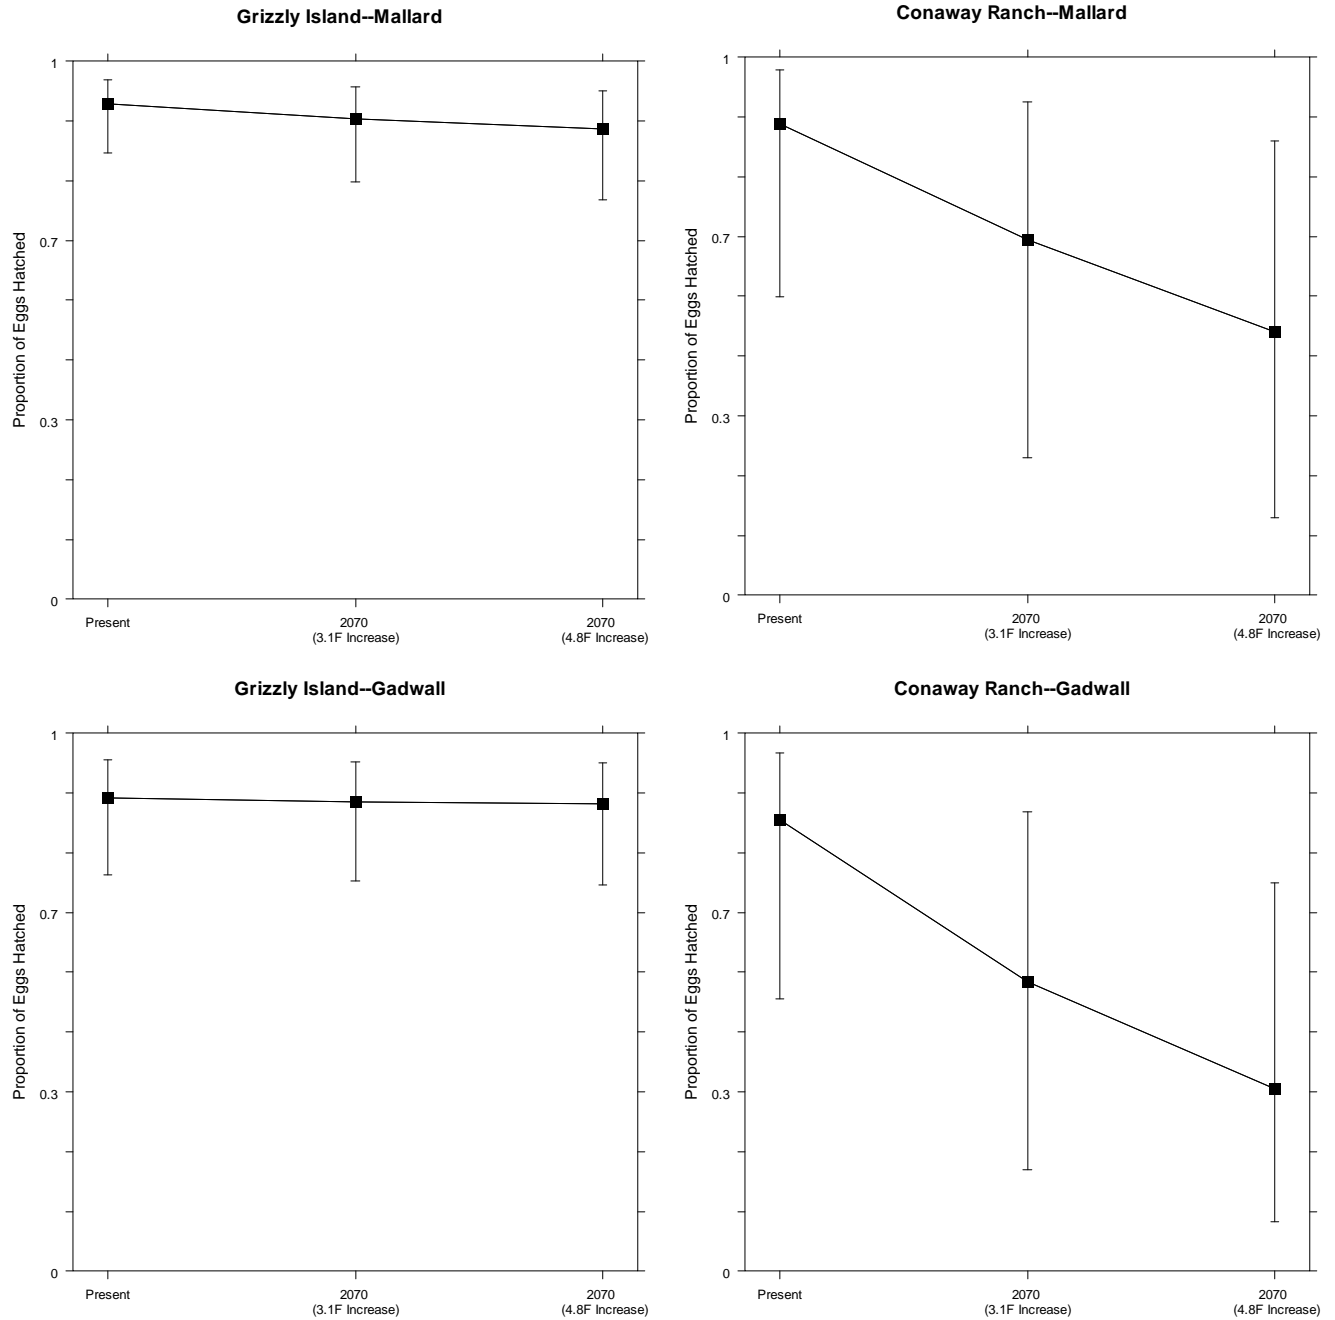 Grizzly Island--Mallard
1
0.7
0.3
0
Proportion of Eggs Hatched
Present
2070
(3.1F Increase)
2070
(4.8F Increase)
Conaway Ranch--Mallard
1
0.7
0.3
0
Proportion of Eggs Hatched
Present
2070
(3.1F Increase)
2070
(4.8F Increase)
Grizzly Island--Gadwall
1
0.7
0.3
0
Proportion of Eggs Hatched
Present
2070
(3.1F Increase)
2070
(4.8F Increase)
Conaway Ranch--Gadwall
1
0.7
0.3
0
Proportion of Eggs Hatched
Present
2070
(3.1F Increase)
2070
(4.8F Increase)